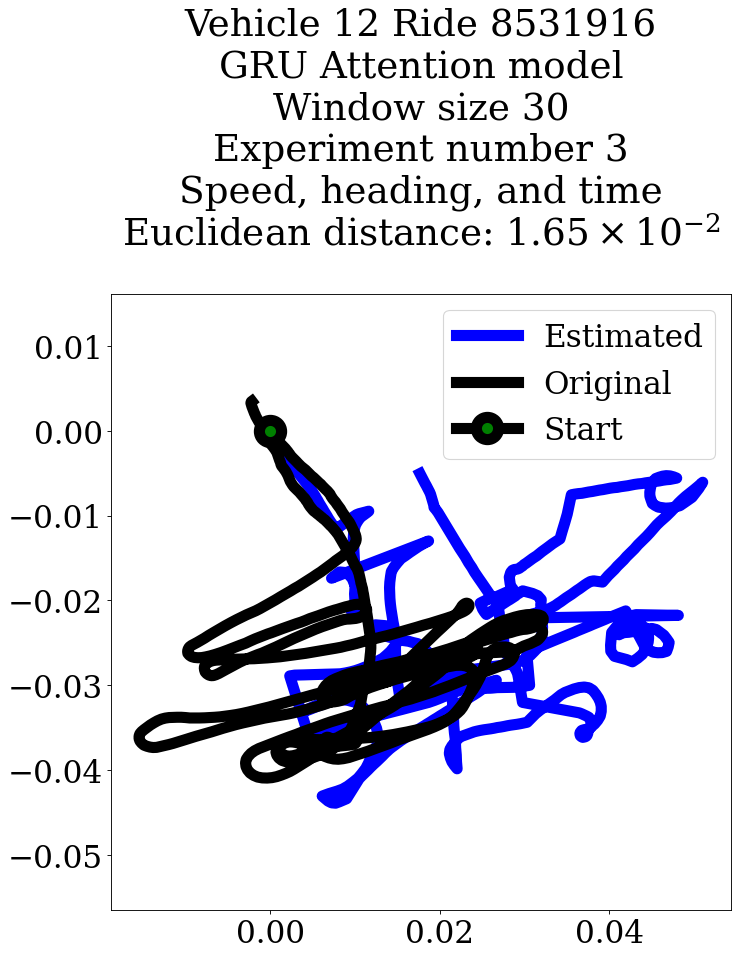 Vehicle 12 Ride 8531916
GRU Attention model
Window size 30
Experiment number 3
Speed, heading, and time
Euclidean distance: 1.65 × 10⁻²
Estimated
Original
Start
0.01
0.00
−0.01
−0.02
−0.03
−0.04
−0.05
0.00 0.02 0.04